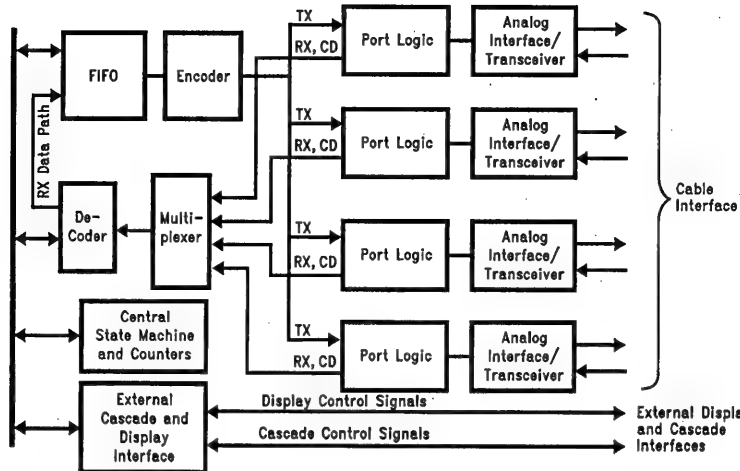 FIFO
Encoder
TX
RX, CD
Port Logic
Analog
Interface/
Transceiver
RX Data Path
TX
RX, CD
Port Logic
Analog
Interface/
Transceiver
De-
Coder
Multi-
plexer
Cable
Interface
TX
RX, CD
Port Logic
Analog
Interface/
Transceiver
Central
State Machine
and Counters
TX
RX, CD
Port Logic
Analog
Interface/
Transceiver
External
Cascade and
Display
Interface
Display Control Signals
Cascade Control Signals
External Displa
and Cascade
Interfaces